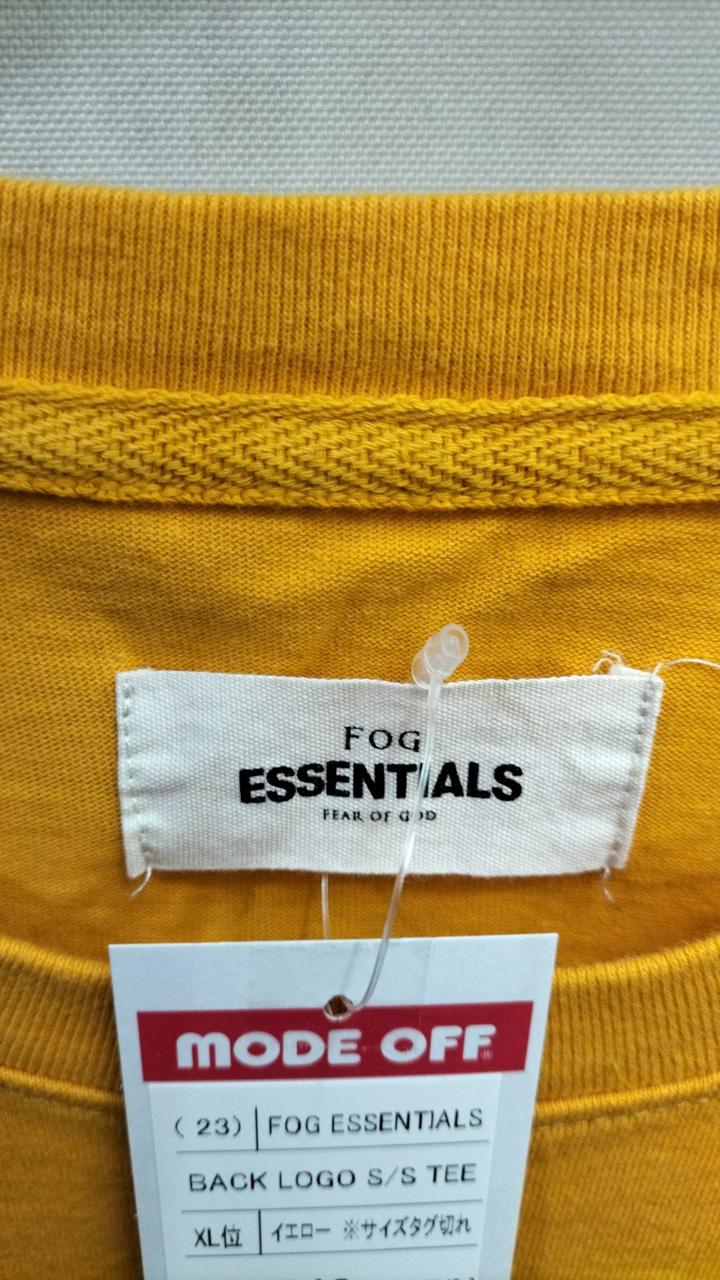 FOG
ESSENTIALS
FEAR OF GOD
MODE OFF
( 23) FOG ESSENTIALS
BACK LOGO S/S TEE
XL位 イエロー ※サイズタグ切れ